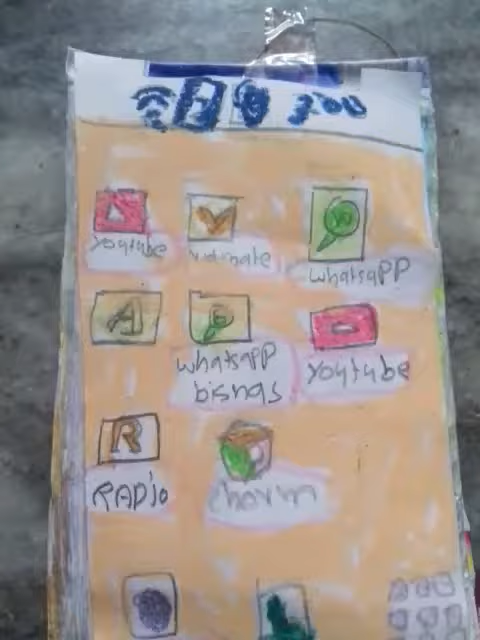 3:00
youtube
vidmate
whatsapp
A
whatsapp
bisnas
youtube
R
RADio